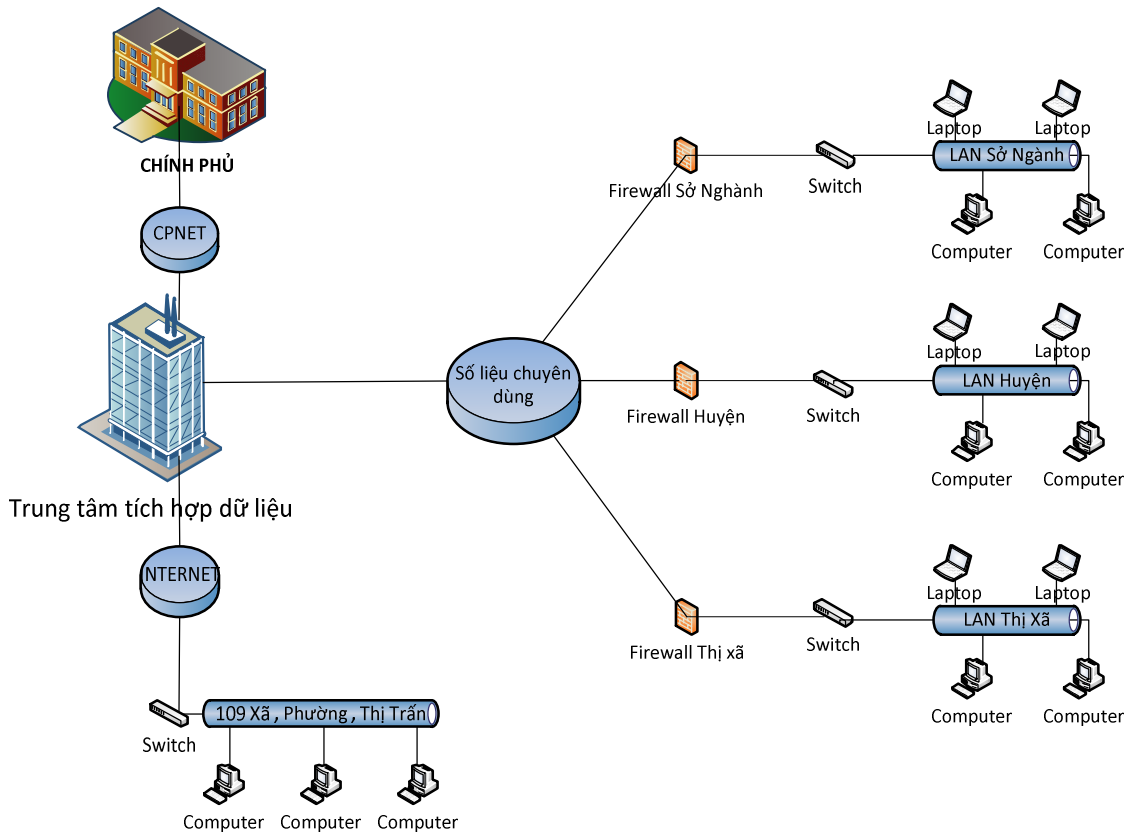 CHÍNH PHỦ
CPNET
Trung tâm tích hợp dữ liệu
NTERNET
Switch
109 Xã , Phường , Thị Trấn
Computer
Computer
Computer
Số liệu chuyên
dùng
Firewall Sở Nghành
Switch
Laptop
Laptop
LAN Sở Ngành
Computer
Computer
Firewall Huyện
Switch
Laptop
Laptop
LAN Huyện
Computer
Computer
Firewall Thị xã
Switch
Laptop
Laptop
LAN Thị Xã
Computer
Computer